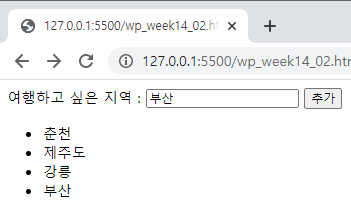 127.0.0.1:5500/wp_week14_02.ht
127.0.0.1:5500/wp_week14_02.htm
여행하고 싶은 지역 : 부산 추가
춘천
제주도
강릉
부산